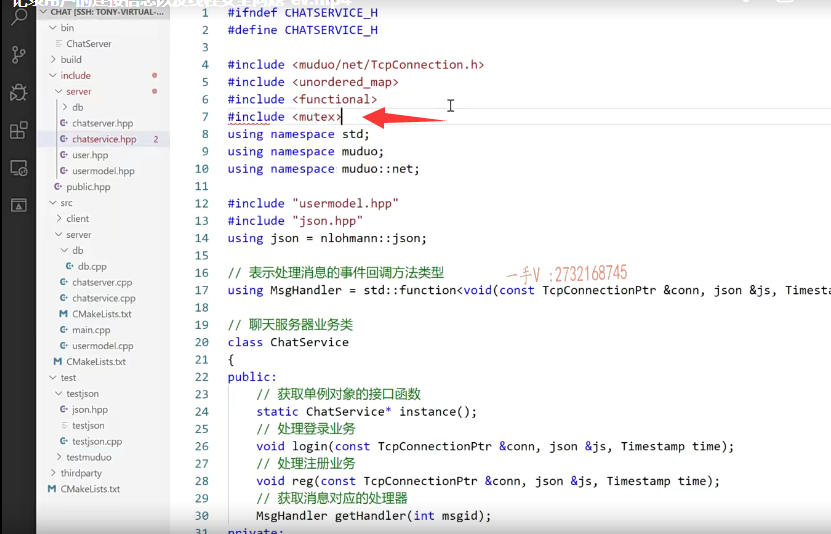 CHAT [SSH: TONY-VIRTUAL-...
bin
ChatServer
build
include
server
db
chatserver.hpp
chatservice.hpp 2
user.hpp
usermodel.hpp
public.hpp
src
client
server
db
db.cpp
chatserver.cpp
chatservice.cpp
CMakeLists.txt
main.cpp
usermodel.cpp
CMakeLists.txt
test
testjson
json.hpp
testjson
testjson.cpp
testmuduo
thirdparty
CMakeLists.txt
1 #ifndef CHATSERVICE_H
2 #define CHATSERVICE_H
3
4 #include <muduo/net/TcpConnection.h>
5 #include <unordered_map>
6 #include <functional>
7 #include <mutex>
8 using namespace std;
9 using namespace muduo;
10 using namespace muduo::net;
11
12 #include "usermodel.hpp"
13 #include "json.hpp"
14 using json = nlohmann::json;
15
16 // 表示处理消息的事件回调方法类型
一手V :2732168745
17 using MsgHandler = std::function<void(const TcpConnectionPtr &conn, json &js, Timesta
18
19 // 聊天服务器业务类
20 class ChatService
21 {
22 public:
23 // 获取单例对象的接口函数
24 static ChatService* instance();
25 // 处理登录业务
26 void login(const TcpConnectionPtr &conn, json &js, Timestamp time);
27 // 处理注册业务
28 void reg(const TcpConnectionPtr &conn, json &js, Timestamp time);
29 // 获取消息对应的处理器
30 MsgHandler getHandler(int msgid);
31 private: